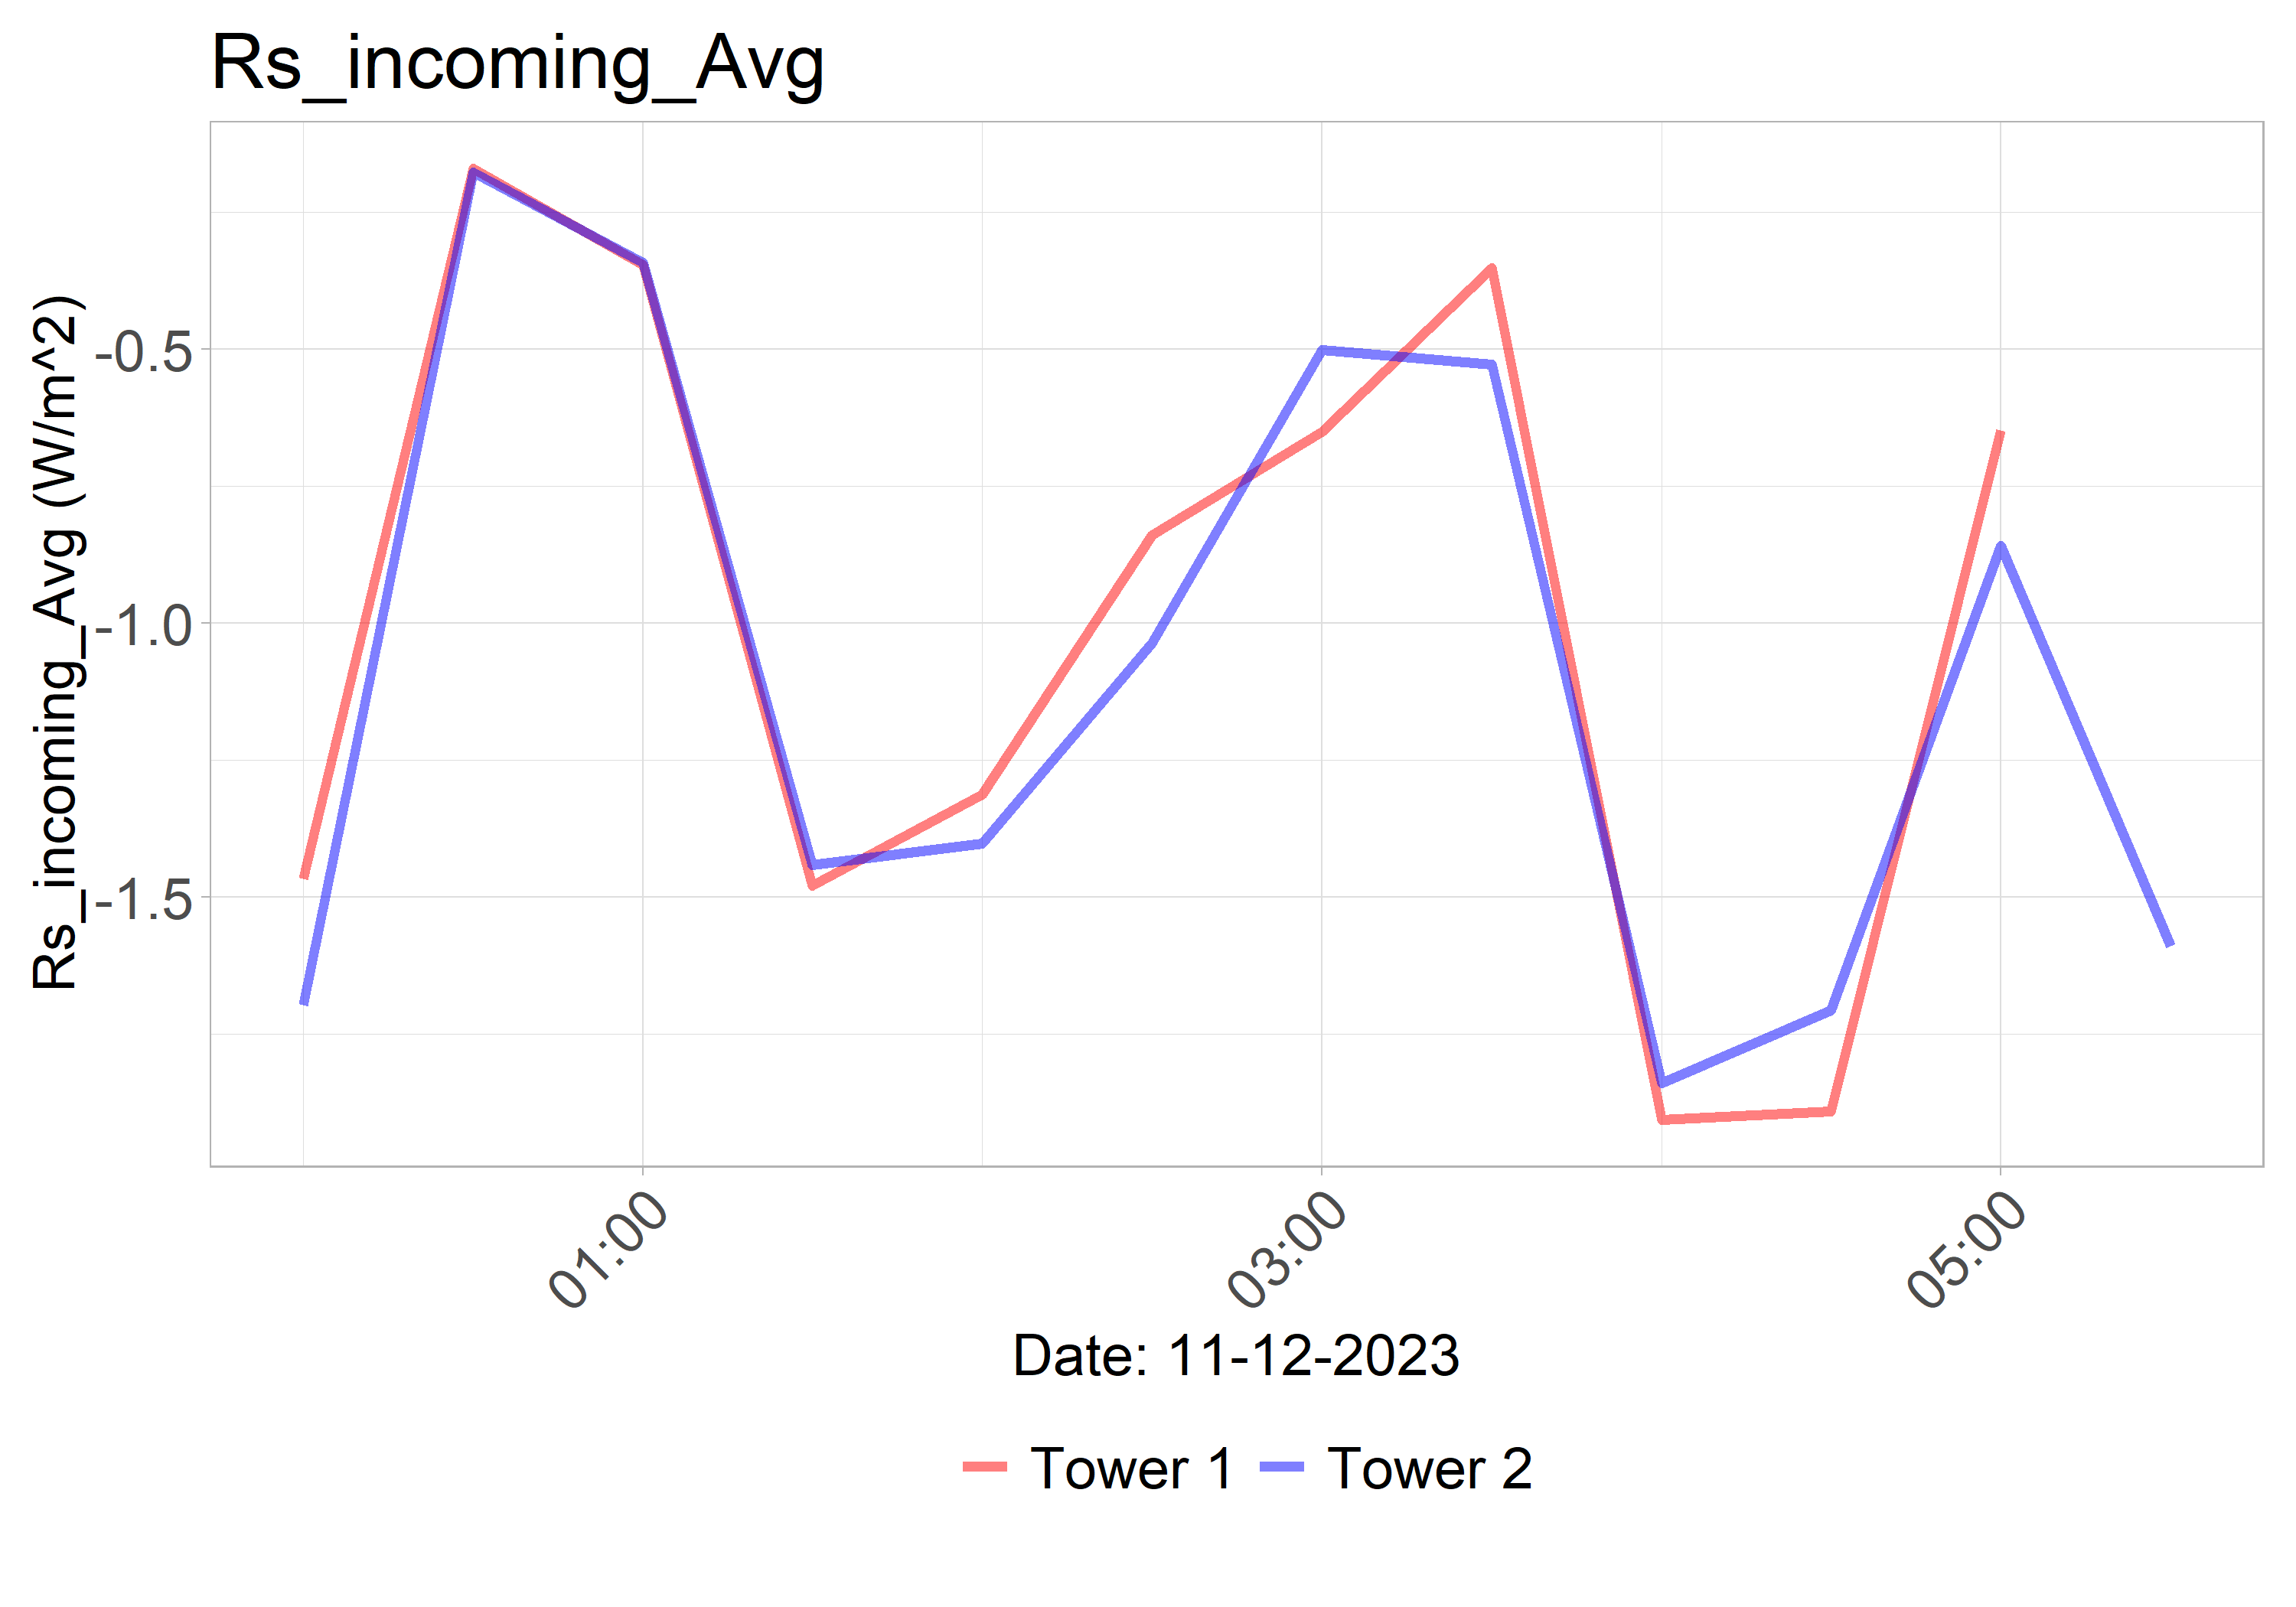 Rs_incoming_Avg
Rs_incoming_Avg (W/m^2)
-0.5
-1.0
-1.5
01:00
03:00
05:00
Date: 11-12-2023
Tower 1
Tower 2